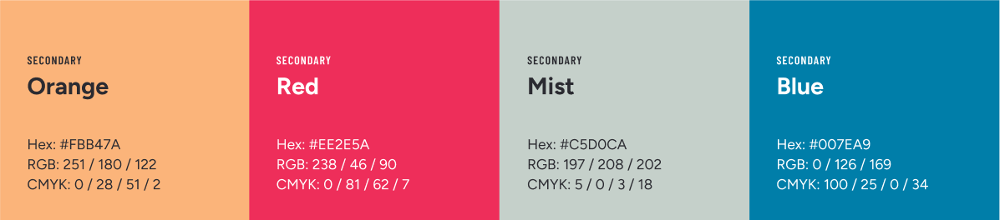 SECONDARY
Orange
Hex: #FBB47A
RGB: 251 / 180 / 122
CMYK: 0 / 28 / 51 / 2
SECONDARY
Red
Hex: #EE2E5A
RGB: 238 / 46 / 90
CMYK: 0 / 81 / 62 / 7
SECONDARY
Mist
Hex: #C5D0CA
RGB: 197 / 208 / 202
CMYK: 5 / 0 / 3 / 18
SECONDARY
Blue
Hex: #007EA9
RGB: 0 / 126 / 169
CMYK: 100 / 25 / 0 / 34